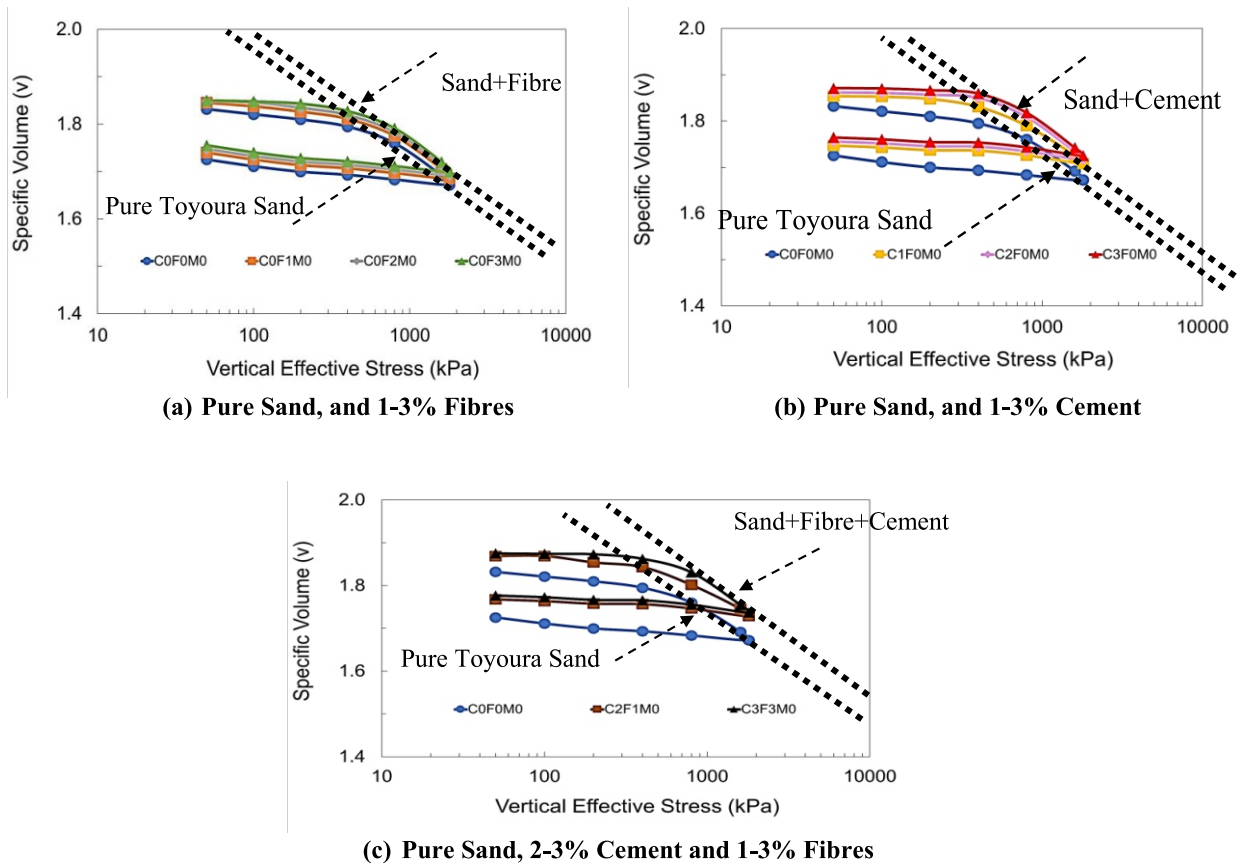 2.0
Sand+Fibre
1.8
Specific Volume (v)
Pure Toyoura Sand
1.6
C0F0M0 C0F1M0 C0F2M0 C0F3M0
1.4
10 100 1000 10000
Vertical Effective Stress (kPa)
(a) Pure Sand, and 1-3% Fibres
2.0
Sand+Cement
1.8
Specific Volume (v)
Pure Toyoura Sand
1.6
C0F0M0 C1F0M0 C2F0M0 C3F0M0
1.4
10 100 1000 10000
Vertical Effective Stress (kPa)
(b) Pure Sand, and 1-3% Cement
2.0
Sand+Fibre+Cement
1.8
Specific Volume (v)
Pure Toyoura Sand
1.6
C0F0M0 C2F1M0 C3F3M0
1.4
10 100 1000 10000
Vertical Effective Stress (kPa)
(c) Pure Sand, 2-3% Cement and 1-3% Fibres